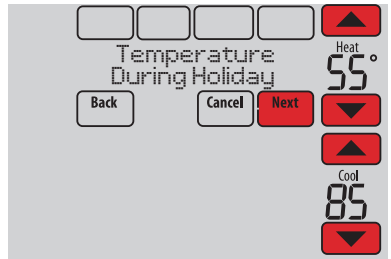 Temperature
During Holiday
Back Cancel Next
Heat
55°
Cool
85